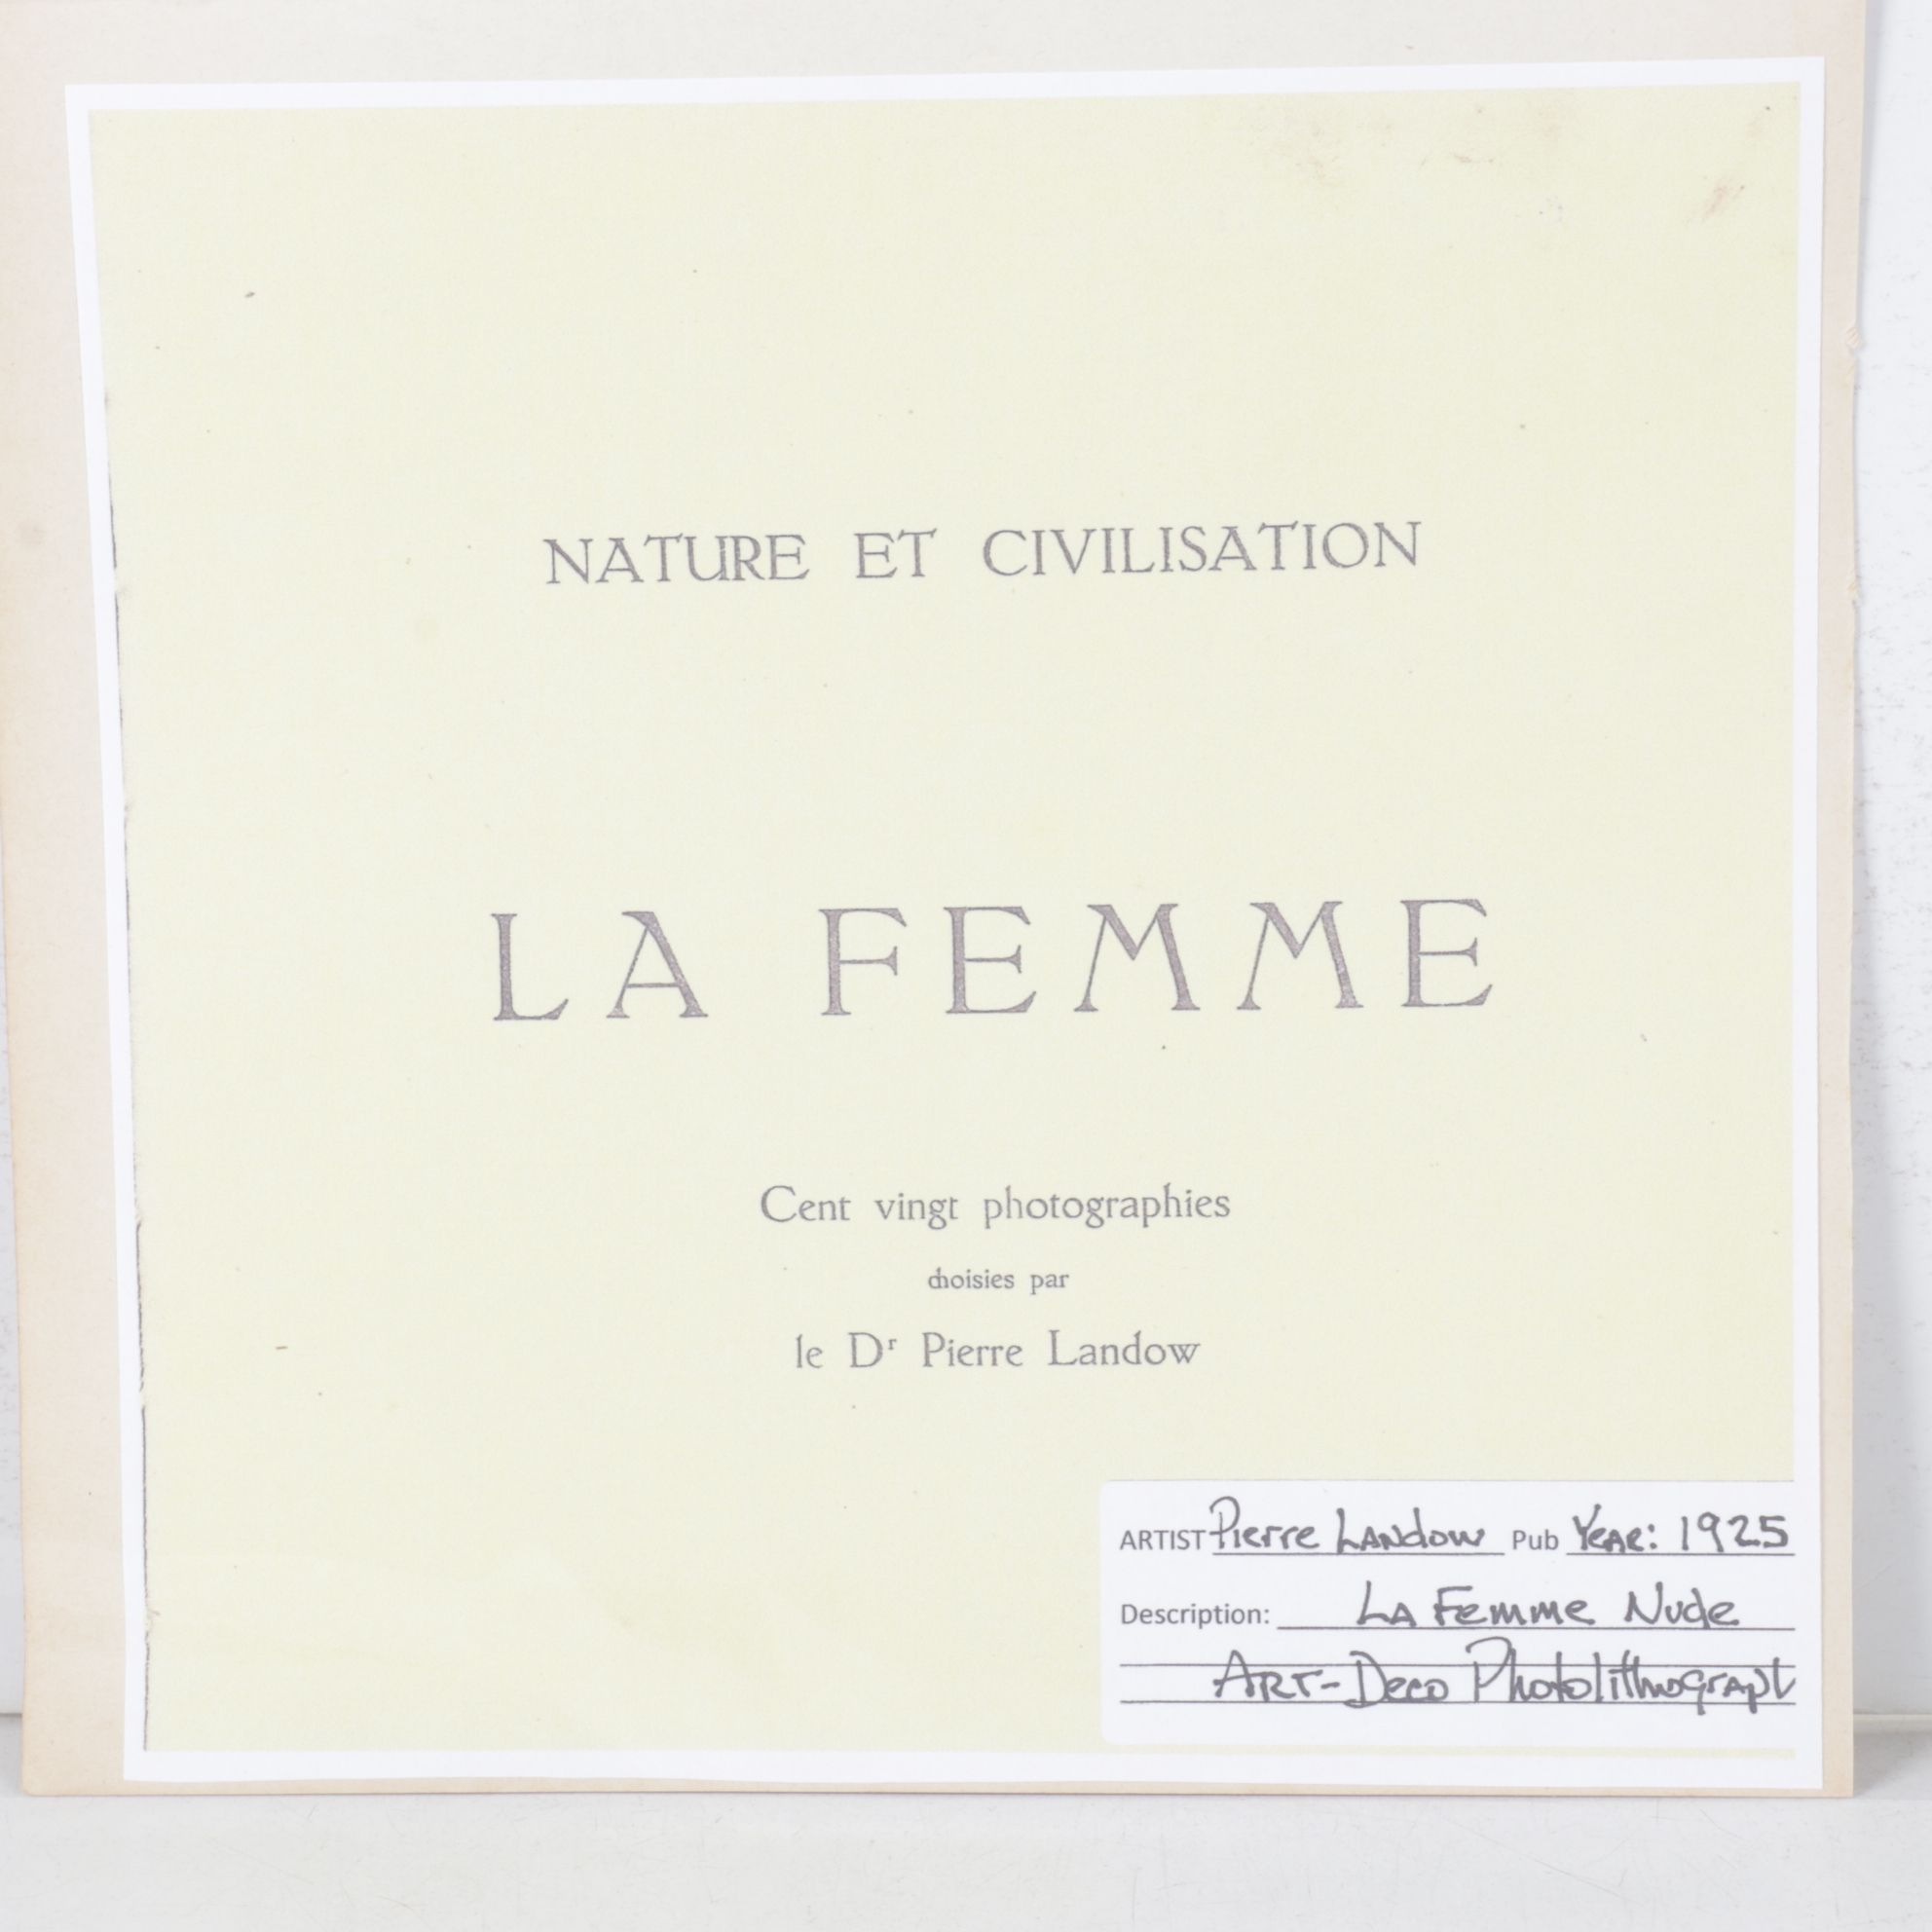 NATURE ET CIVILISATION
LA FEMME
Cent vingt photographies
choisies par
le Dʳ Pierre Landow
ARTIST Pierre Landow Pub Year: 1925
Description: La Femme Nude
Art-Deco Photolithograph